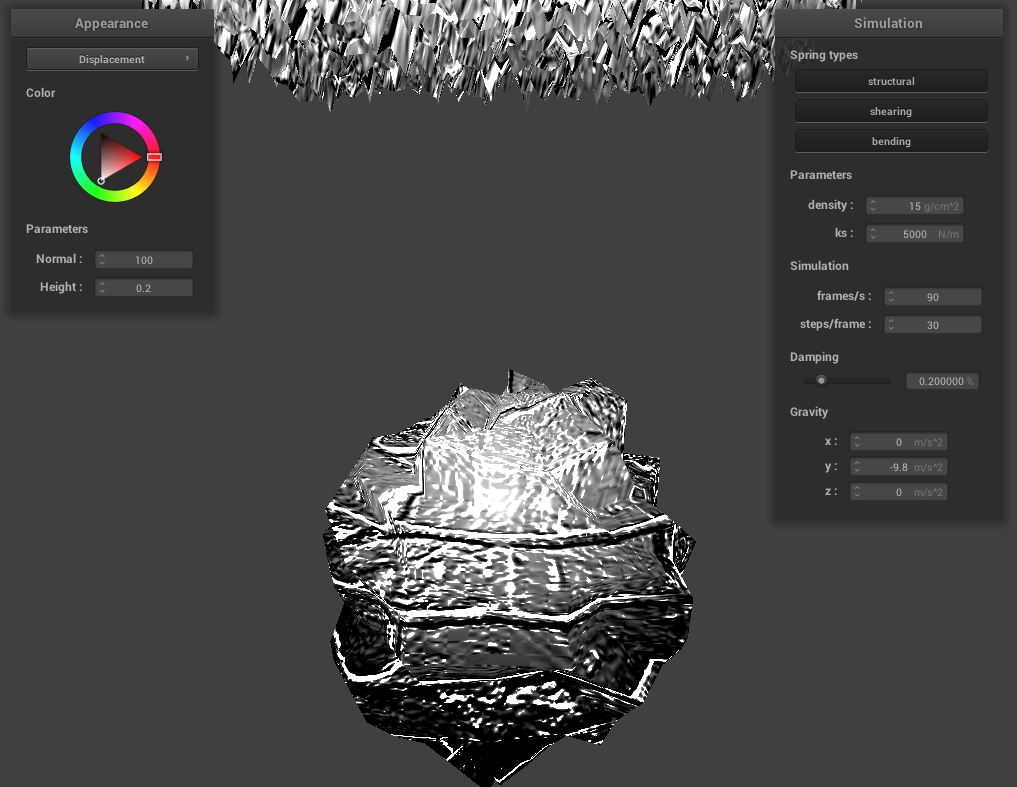 Appearance
Displacement
Color
Parameters
Normal : 100
Height : 0.2
Simulation
Spring types
structural
shearing
bending
Parameters
density : 15 g/cm^2
ks : 5000 N/m
Simulation
frames/s : 90
steps/frame : 30
Damping
0.200000 %
Gravity
x : 0 m/s^2
y : -9.8 m/s^2
z : 0 m/s^2